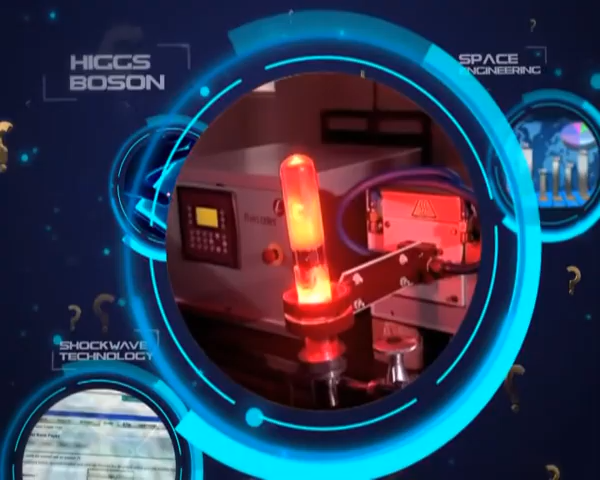 HIGGS
BOSON
SPACE
ENGINEERING
SHOCKWAVE
TECHNOLOGY